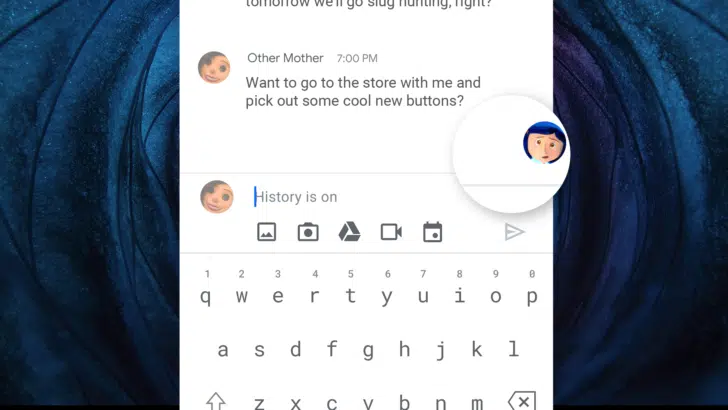 tomorrow we'll go slug hunting, right?
Other Mother 7:00 PM
Want to go to the store with me and
pick out some cool new buttons?
History is on
1 2 3 4 5 6 7 8 9 0
q w e r t y u i o p
a s d f g h j k l
z x c v b n m